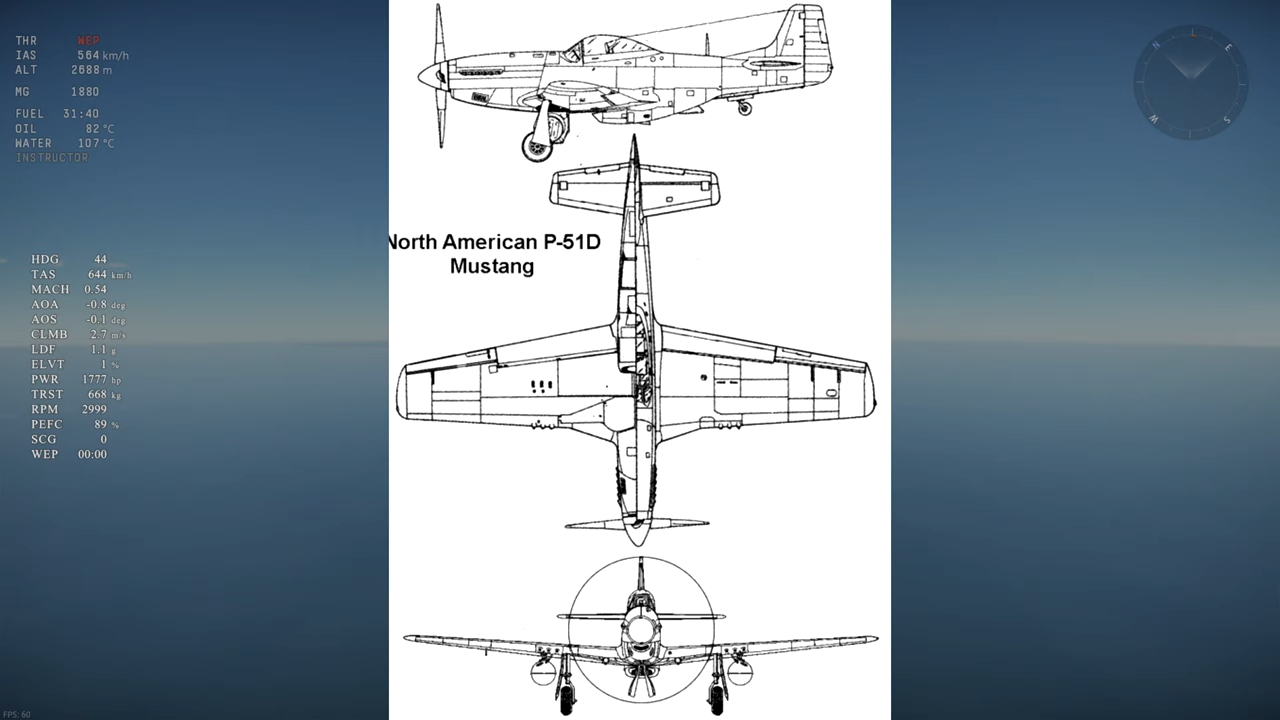 THR WEP
IAS 564 km/h
ALT 2688 m
MG 1880
FUEL 31:40
OIL 82 °C
WATER 107 °C
INSTRUCTOR
N L E
W S
North American P-51D
Mustang
HDG 44
TAS 644 km/h
MACH 0.54
AOA -0.8 deg
AOS -0.1 deg
CLMB 2.7 m/s
LDF 1.1 g
ELVT 1 %
PWR 1777 hp
TRST 668 kg
RPM 2999
PEFC 89 %
SCG 0
WEP 00:00
FPS: 60